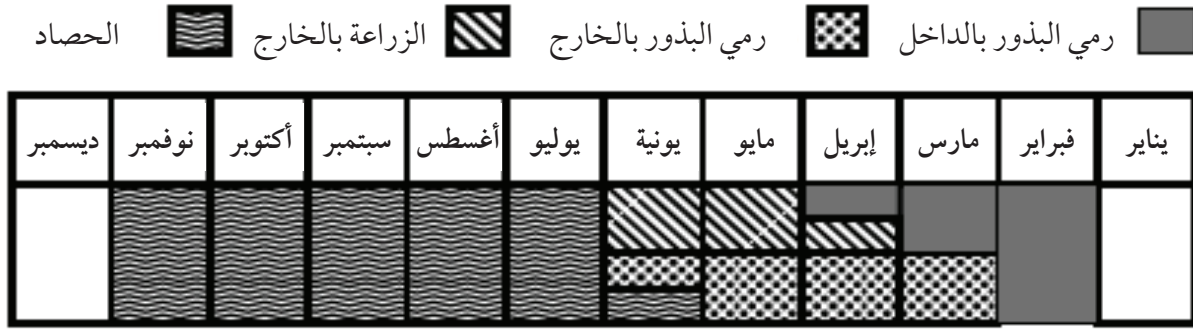 رمي البذور بالداخل رمي البذور بالخارج الزراعة بالخارج الحصاد
يناير فبراير مارس إبريل مايو يونية يوليو أغسطس سبتمبر أكتوبر نوفمبر ديسمبر